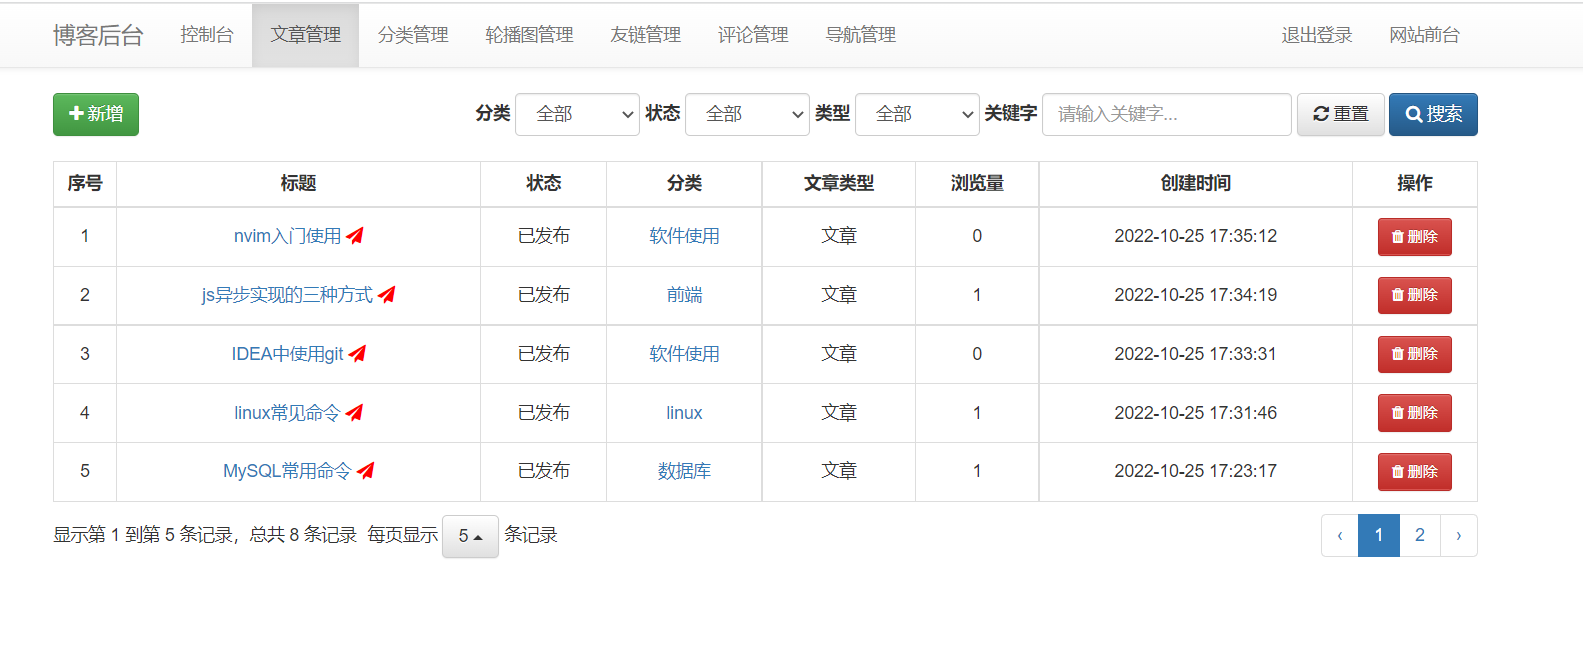 博客后台 控制台 文章管理 分类管理 轮播图管理 友链管理 评论管理 导航管理 退出登录 网站前台
新增 分类 全部 状态 全部 类型 全部 关键字 请输入关键字... 重置 搜索
序号 标题 状态 分类 文章类型 浏览量 创建时间 操作
1 nvim入门使用 已发布 软件使用 文章 0 2022-10-25 17:35:12 删除
2 js异步实现的三种方式 已发布 前端 文章 1 2022-10-25 17:34:19 删除
3 IDEA中使用git 已发布 软件使用 文章 0 2022-10-25 17:33:31 删除
4 linux常见命令 已发布 linux 文章 1 2022-10-25 17:31:46 删除
5 MySQL常用命令 已发布 数据库 文章 1 2022-10-25 17:23:17 删除
显示第 1 到第 5 条记录，总共 8 条记录 每页显示 5 条记录 ‹ 1 2 ›